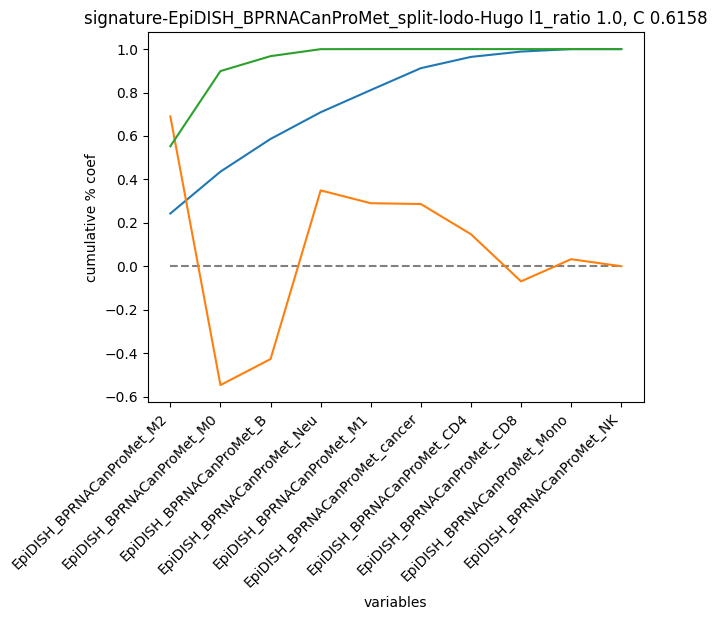 signature-EpiDISH_BPRNACanProMet_split-lodo-Hugo l1_ratio 1.0, C 0.6158
cumulative % coef
1.0
0.8
0.6
0.4
0.2
0.0
−0.2
−0.4
−0.6
EpiDISH_BPRNACanProMet_M2
EpiDISH_BPRNACanProMet_M0
EpiDISH_BPRNACanProMet_B
EpiDISH_BPRNACanProMet_Neu
EpiDISH_BPRNACanProMet_M1
EpiDISH_BPRNACanProMet_cancer
EpiDISH_BPRNACanProMet_CD4
EpiDISH_BPRNACanProMet_CD8
EpiDISH_BPRNACanProMet_Mono
EpiDISH_BPRNACanProMet_NK
variables